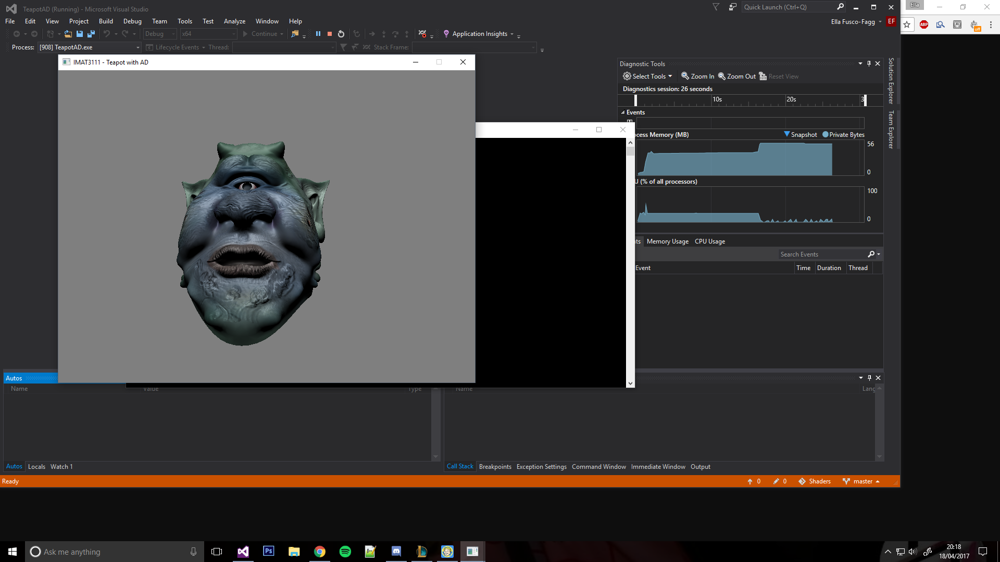 TeapotAD (Running) - Microsoft Visual Studio
Quick Launch (Ctrl+Q)
Ella
File Edit View Project Build Debug Team Tools Test Analyze Window Help
Ella Fusco-Fagg EF
ABP
off
Debug x64 Continue Application Insights
Process: [908] TeapotAD.exe Lifecycle Events Thread: Stack Frame:
IMAT3111 - Teapot with AD
Diagnostic Tools
Select Tools Zoom In Zoom Out Reset View
Diagnostics session: 26 seconds
10s 20s 3
Events
ocess Memory (MB) Snapshot Private Bytes
56
0
U (% of all processors)
100
0
nts Memory Usage CPU Usage
Search Events
Event Time Duration Thread
Solution Explorer
Team Explorer
Autos
Name Value Type
Name Lang
Autos Locals Watch 1
Call Stack Breakpoints Exception Settings Command Window Immediate Window Output
Ready
0 0 Shaders master
Ask me anything
Ps
20:18
18/04/2017